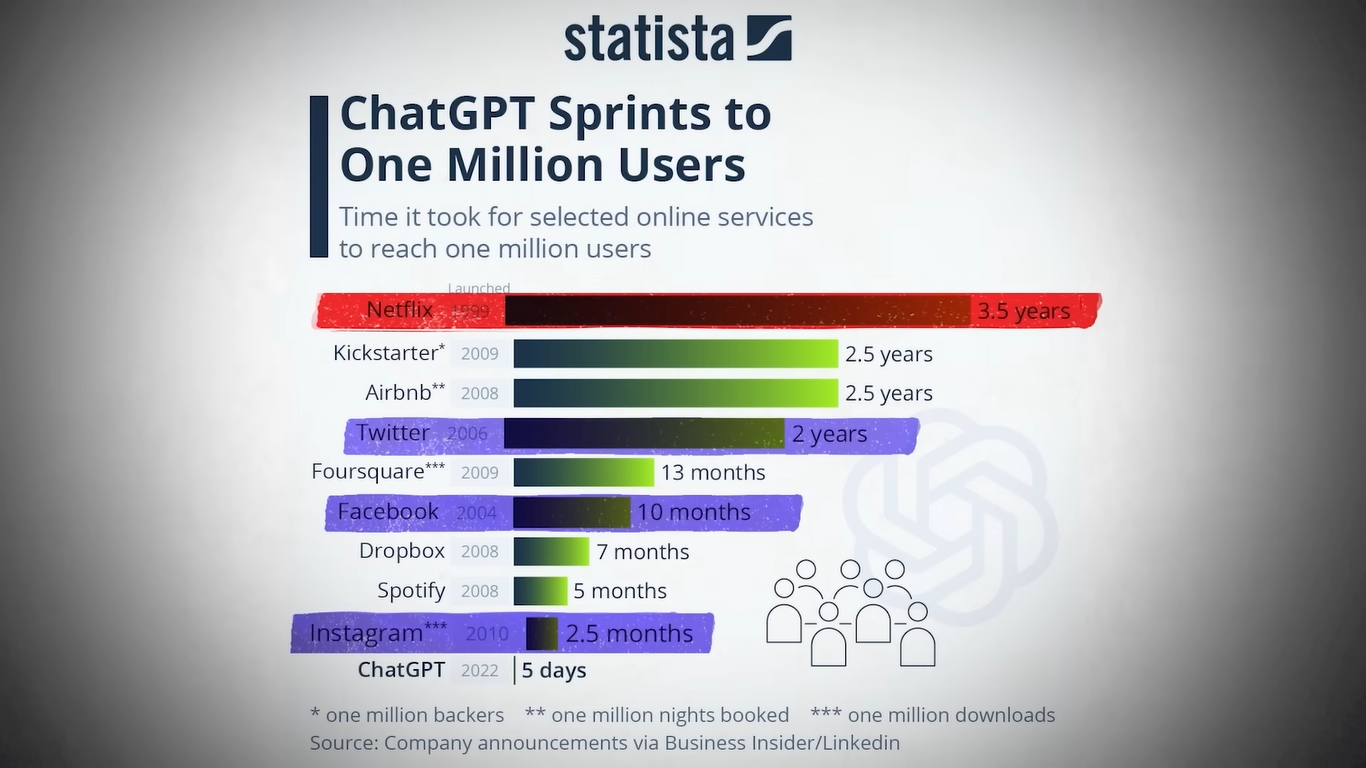 statista
ChatGPT Sprints to
One Million Users
Time it took for selected online services
to reach one million users
Launched
Netflix 1999 3.5 years
Kickstarter* 2009 2.5 years
Airbnb** 2008 2.5 years
Twitter 2006 2 years
Foursquare*** 2009 13 months
Facebook 2004 10 months
Dropbox 2008 7 months
Spotify 2008 5 months
Instagram*** 2010 2.5 months
ChatGPT 2022 5 days
* one million backers ** one million nights booked *** one million downloads
Source: Company announcements via Business Insider/Linkedin